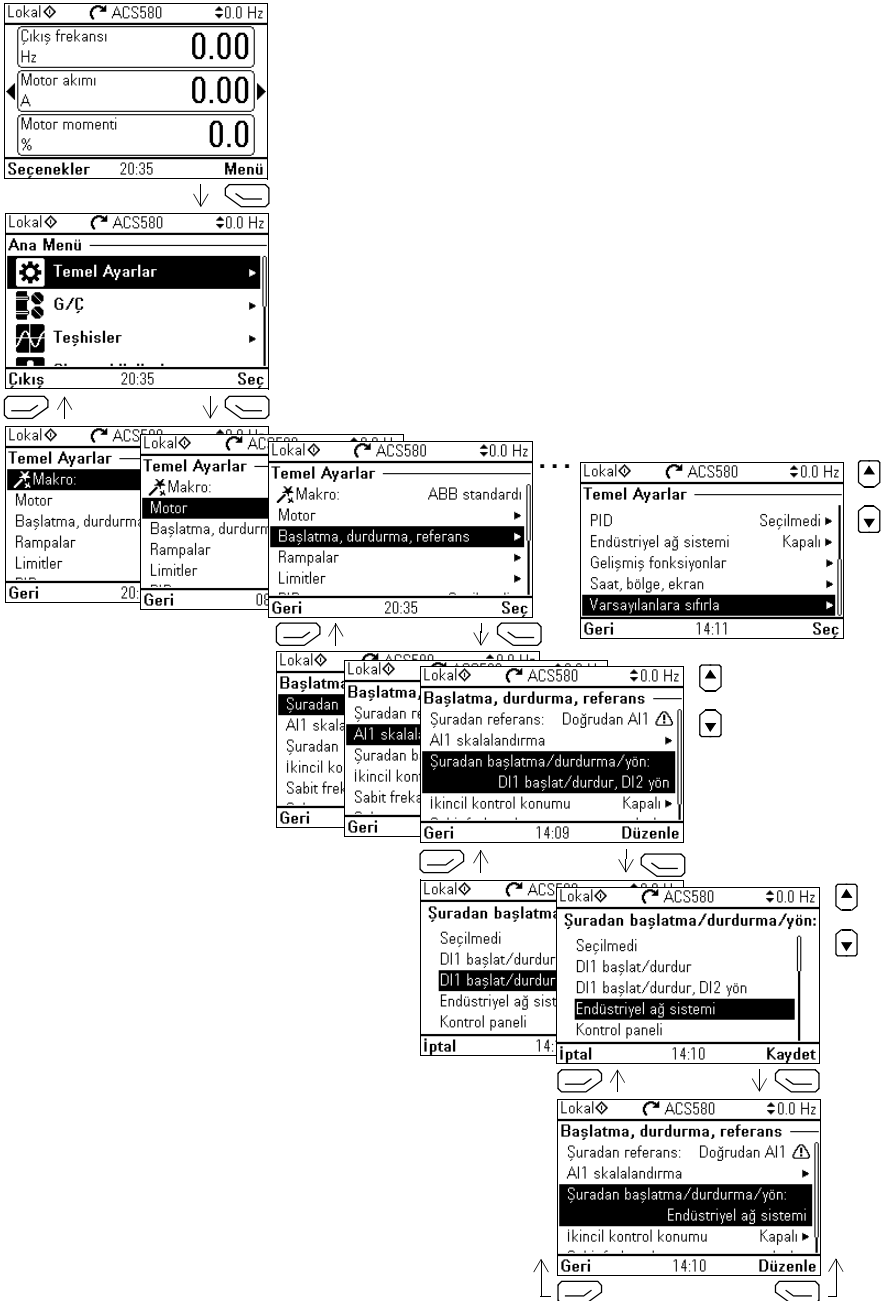 Lokal ACS580 0.0 Hz
Çıkış frekansı
Hz
0.00
Motor akımı
A
0.00
Motor momenti
%
0.0
Seçenekler 20:35 Menü
Lokal ACS580 0.0 Hz
Ana Menü
Temel Ayarlar
G/Ç
Teşhisler
Çıkış 20:35 Seç
Lokal
Temel Ayarlar
Makro:
Motor
Başlatma, durdurma
Rampalar
Limitler
Geri 20:
Lokal
Temel Ayarlar
Makro:
Motor
Başlatma, durdurm
Rampalar
Limitler
Geri
Lokal ACS580 0.0 Hz
Temel Ayarlar
Makro: ABB standardı
Motor
Başlatma, durdurma, referans
Rampalar
Limitler
Geri 20:35 Seç
...
Lokal ACS580 0.0 Hz
Temel Ayarlar
PID Seçilmedi
Endüstriyel ağ sistemi Kapalı
Gelişmiş fonksiyonlar
Saat, bölge, ekran
Varsayılanlara sıfırla
Geri 14:11 Seç
Lokal
Başlatma
Şuradan
AI1 skala
Şuradan
İkincil ko
Sabit frek
Geri
Lokal
Başlatma,
Şuradan re
AI1 skalal
Şuradan b
İkincil kon
Sabit freka
Geri
Lokal ACS580 0.0 Hz
Başlatma, durdurma, referans
Şuradan referans: Doğrudan AI1
AI1 skalalandırma
Şuradan başlatma/durdurma/yön:
DI1 başlat/durdur, DI2 yön
İkincil kontrol konumu Kapalı
Geri 14:09 Düzenle
Lokal
Şuradan başlatma
Seçilmedi
DI1 başlat/durdur
DI1 başlat/durdur
Endüstriyel ağ sist
Kontrol paneli
İptal 14:
Lokal ACS580 0.0 Hz
Şuradan başlatma/durdurma/yön:
Seçilmedi
DI1 başlat/durdur
DI1 başlat/durdur, DI2 yön
Endüstriyel ağ sistemi
Kontrol paneli
İptal 14:10 Kaydet
Lokal ACS580 0.0 Hz
Başlatma, durdurma, referans
Şuradan referans: Doğrudan AI1
AI1 skalalandırma
Şuradan başlatma/durdurma/yön:
Endüstriyel ağ sistemi
İkincil kontrol konumu Kapalı
Geri 14:10 Düzenle